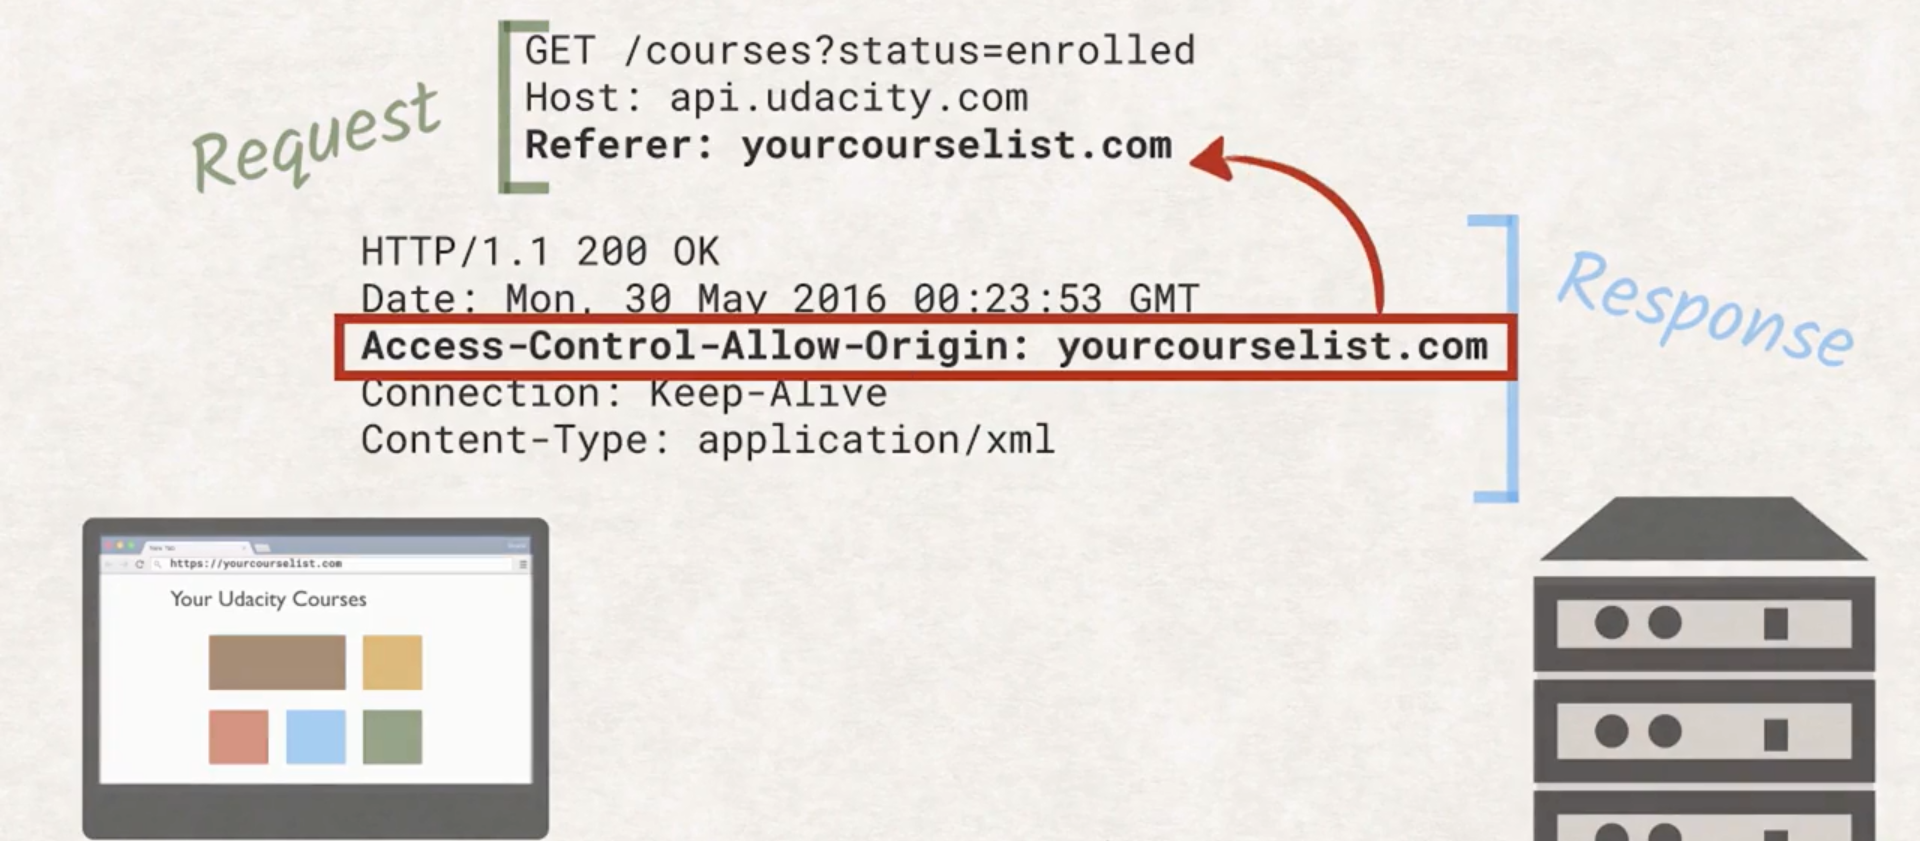 GET /courses?status=enrolled
Host: api.udacity.com
Referer: yourcourselist.com
Request
HTTP/1.1 200 OK
Date: Mon, 30 May 2016 00:23:53 GMT
Access-Control-Allow-Origin: yourcourselist.com
Connection: Keep-Alive
Content-Type: application/xml
Response
New Tab
https://yourcourselist.com
Your Udacity Courses